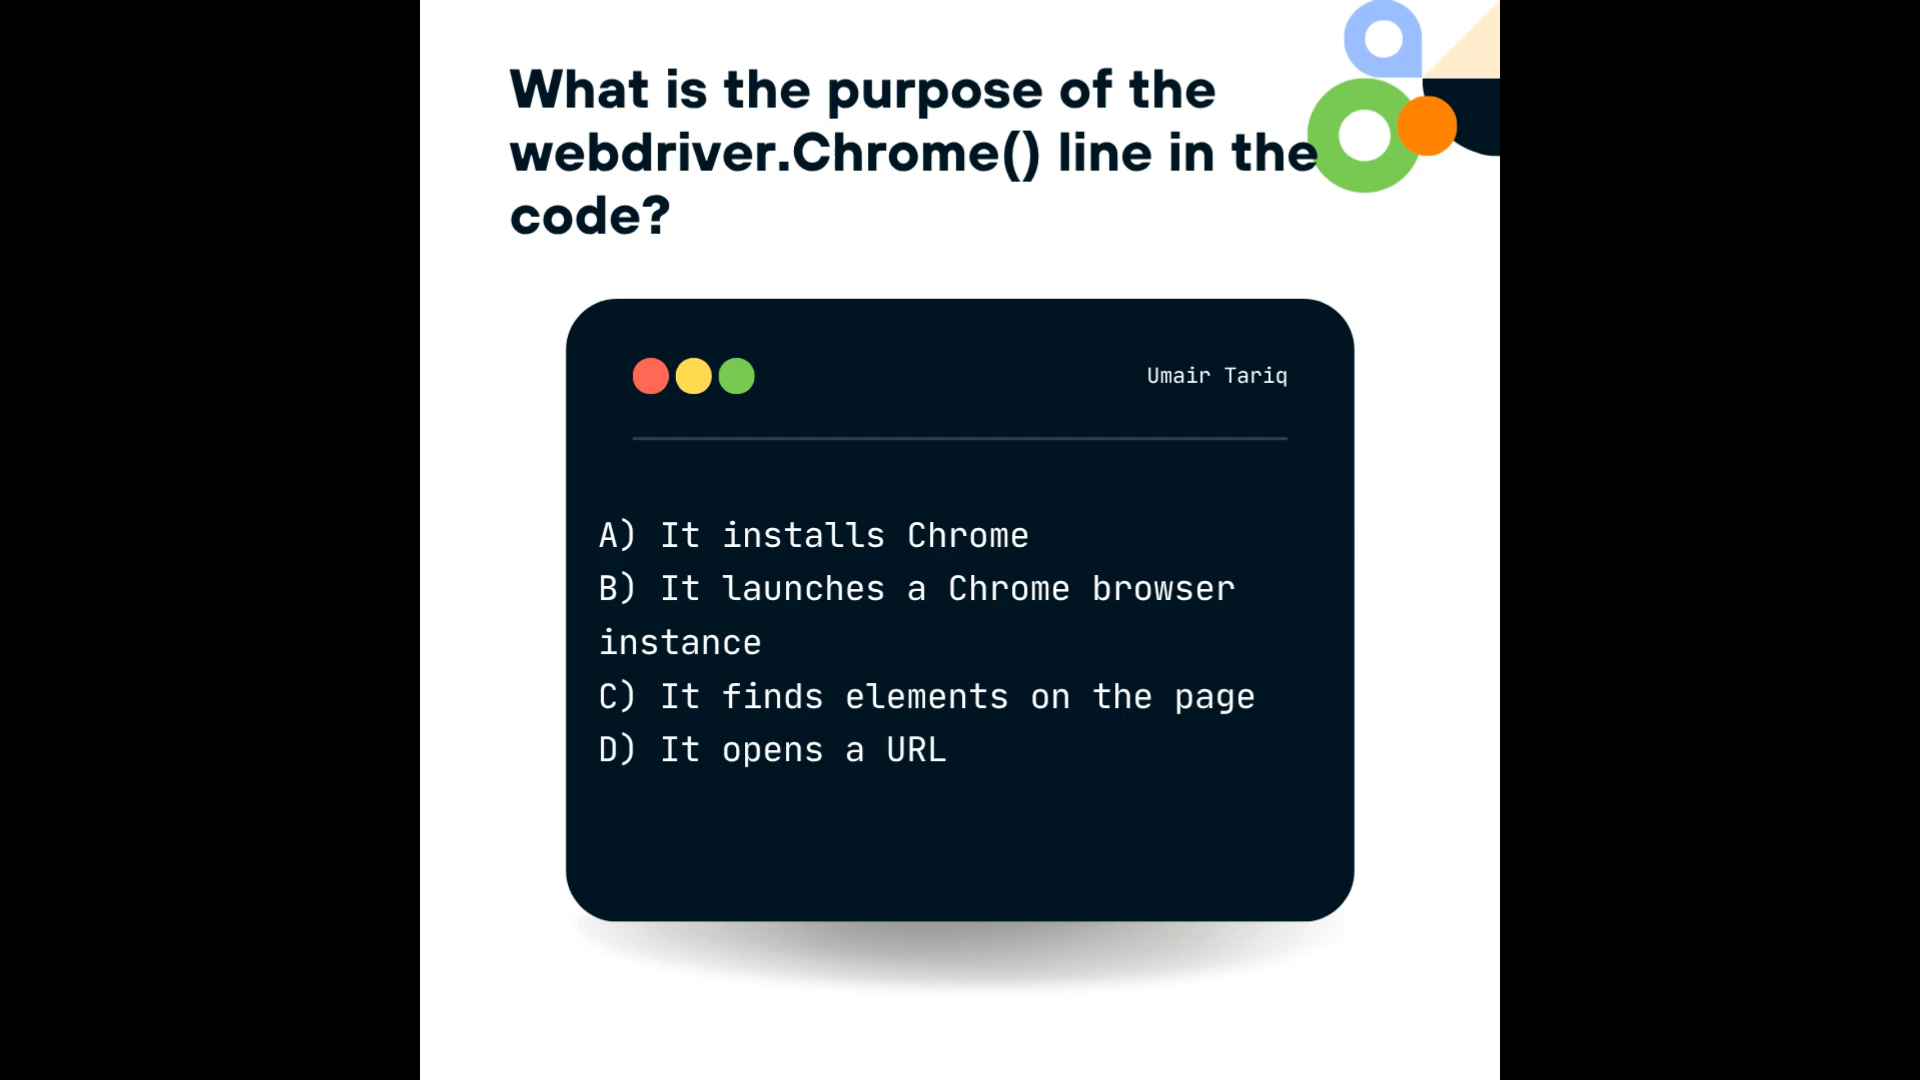 What is the purpose of the
webdriver.Chrome() line in the
code?
Umair Tariq
A) It installs Chrome
B) It launches a Chrome browser
instance
C) It finds elements on the page
D) It opens a URL